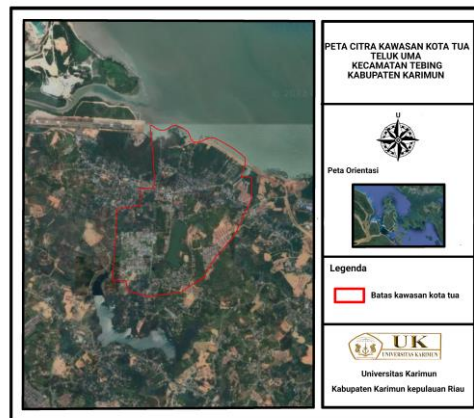 PETA CITRA KAWASAN KOTA TUA
TELUK UMA
KECAMATAN TEBING
KABUPATEN KARIMUN
U
Peta Orientasi
Legenda
Batas kawasan kota tua
UK
UNIVERSITAS KARIMUN
Universitas Karimun
Kabupaten Karimun kepulauan Riau